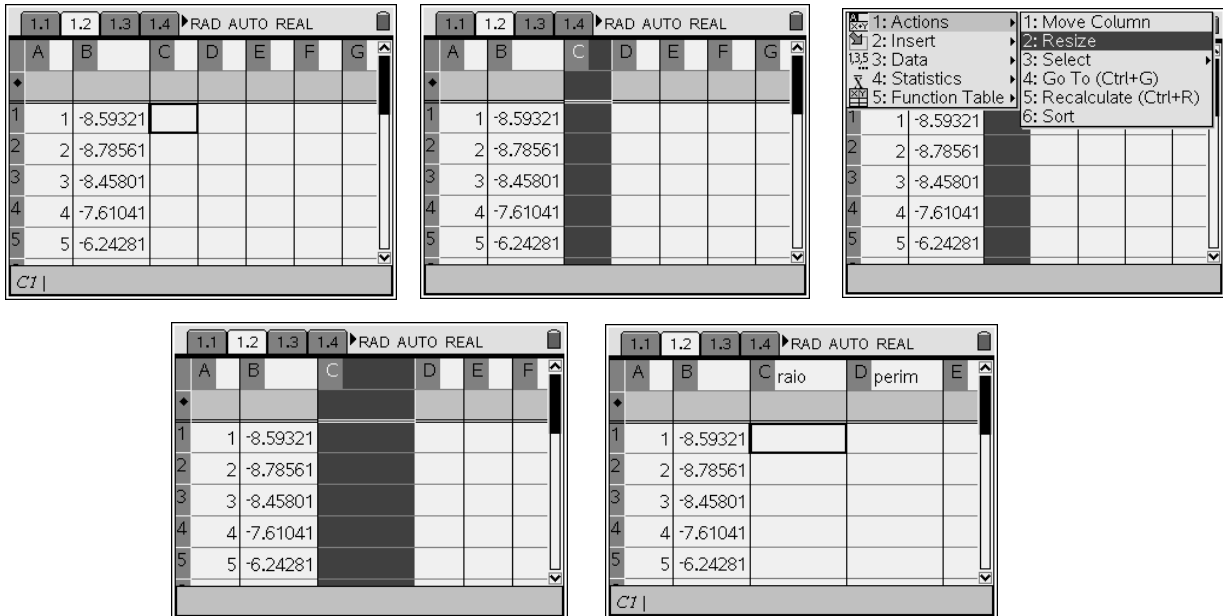 1.1 1.2 1.3 1.4 RAD AUTO REAL
A B C D E F G
1 1 -8.59321
2 2 -8.78561
3 3 -8.45801
4 4 -7.61041
5 5 -6.24281
C1
1.1 1.2 1.3 1.4 RAD AUTO REAL
A B C D E F G
1 1 -8.59321
2 2 -8.78561
3 3 -8.45801
4 4 -7.61041
5 5 -6.24281
1: Actions
2: Insert
3: Data
4: Statistics
5: Function Table
1: Move Column
2: Resize
3: Select
4: Go To (Ctrl+G)
5: Recalculate (Ctrl+R)
6: Sort
1 1 -8.59321
2 2 -8.78561
3 3 -8.45801
4 4 -7.61041
5 5 -6.24281
1.1 1.2 1.3 1.4 RAD AUTO REAL
A B C D E F
1 1 -8.59321
2 2 -8.78561
3 3 -8.45801
4 4 -7.61041
5 5 -6.24281
1.1 1.2 1.3 1.4 RAD AUTO REAL
A B C raio D perim E
1 1 -8.59321
2 2 -8.78561
3 3 -8.45801
4 4 -7.61041
5 5 -6.24281
C1